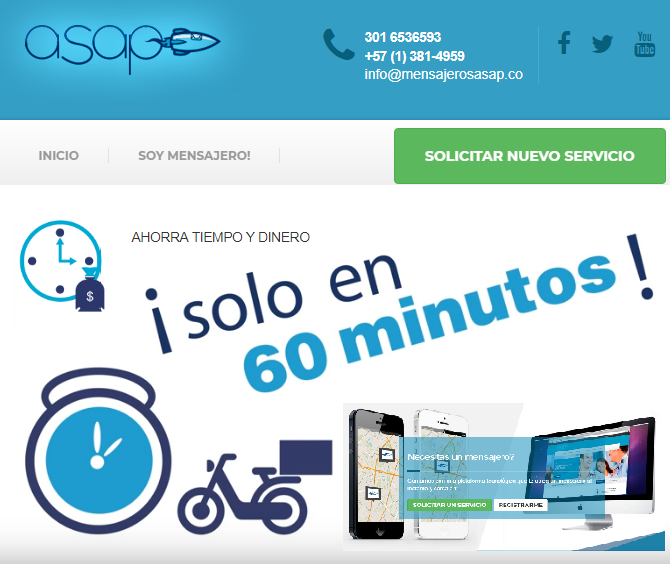 asap
301 6536593
+57 (1) 381-4959
info@mensajerosasap.co
You
Tube
INICIO
SOY MENSAJERO!
SOLICITAR NUEVO SERVICIO
AHORRA TIEMPO Y DINERO
$
¡solo en
60 minutos!
Necesitas un mensajero?
SOLICITAR UN SERVICIO
REGISTRARME